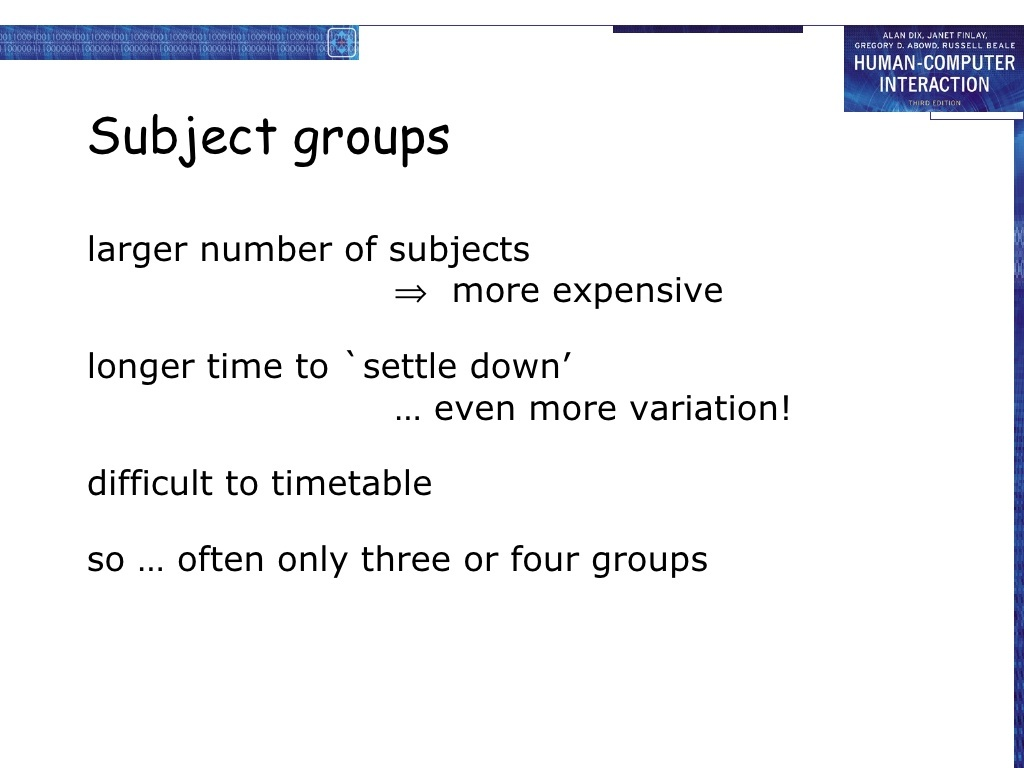 ALAN DIX, JANET FINLAY,
GREGORY D. ABOWD, RUSSELL BEALE
HUMAN-COMPUTER
INTERACTION
THIRD EDITION
Subject groups
larger number of subjects
⇒ more expensive
longer time to `settle down’
… even more variation!
difficult to timetable
so … often only three or four groups